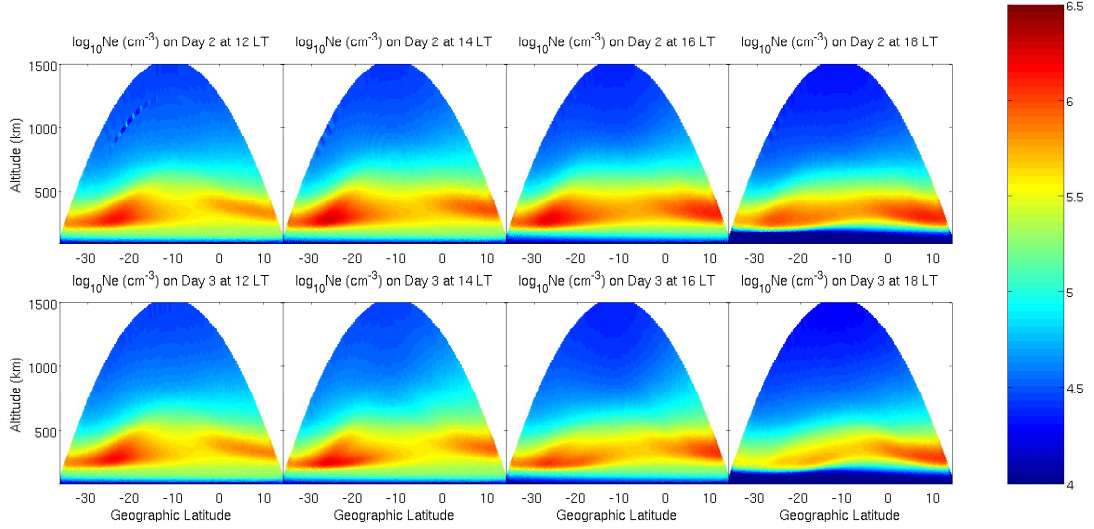 log10Ne (cm-3) on Day 2 at 12 LT
log10Ne (cm-3) on Day 2 at 14 LT
log10Ne (cm-3) on Day 2 at 16 LT
log10Ne (cm-3) on Day 2 at 18 LT
1500
1000
500
Altitude (km)
-30 -20 -10 0 10
-30 -20 -10 0 10
-30 -20 -10 0 10
-30 -20 -10 0 10
log10Ne (cm-3) on Day 3 at 12 LT
log10Ne (cm-3) on Day 3 at 14 LT
log10Ne (cm-3) on Day 3 at 16 LT
log10Ne (cm-3) on Day 3 at 18 LT
1500
1000
500
Altitude (km)
-30 -20 -10 0 10
-30 -20 -10 0 10
-30 -20 -10 0 10
-30 -20 -10 0 10
Geographic Latitude
Geographic Latitude
Geographic Latitude
Geographic Latitude
6.5
6
5.5
5
4.5
4